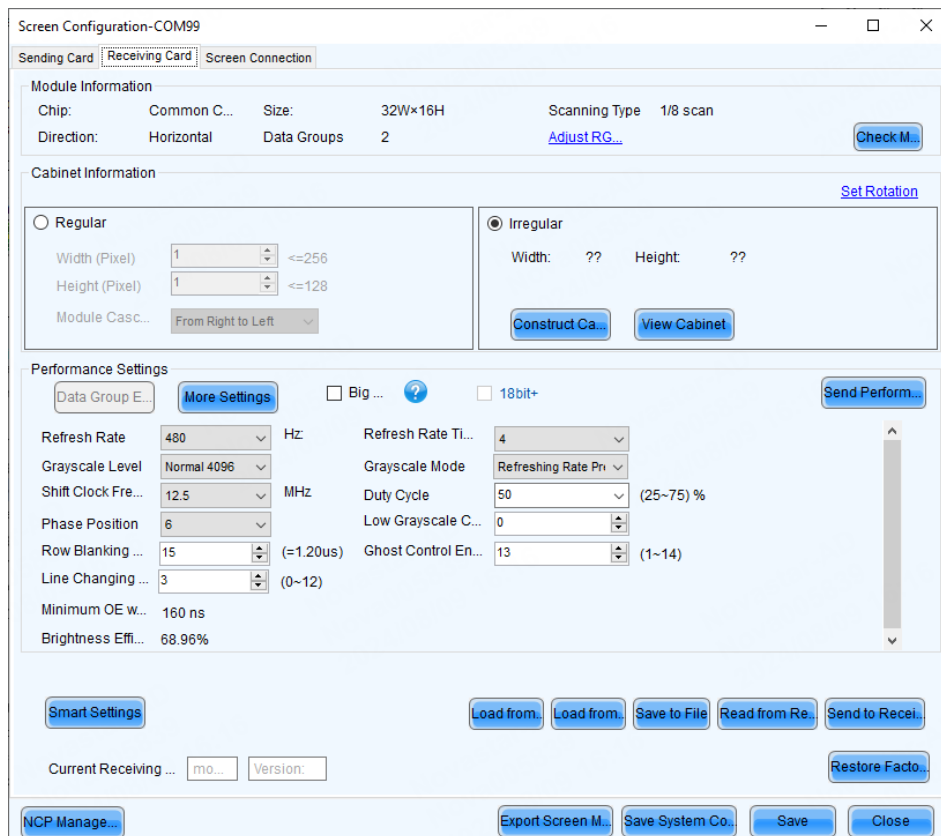 Screen Configuration-COM99
Sending Card Receiving Card Screen Connection
Module Information
Chip: Common C... Size: 32W×16H Scanning Type 1/8 scan
Direction: Horizontal Data Groups 2 Adjust RG... Check M...
Cabinet Information
Set Rotation
Regular Irregular
Width (Pixel) 1 <=256 Width: ?? Height: ??
Height (Pixel) 1 <=128
Module Casc... From Right to Left Construct Ca... View Cabinet
Performance Settings
Data Group E... More Settings Big ... ? 18bit+ Send Perform...
Refresh Rate 480 Hz: Refresh Rate Ti... 4
Grayscale Level Normal 4096 Grayscale Mode Refreshing Rate Pri
Shift Clock Fre... 12.5 MHz Duty Cycle 50 (25~75) %
Phase Position 6 Low Grayscale C... 0
Row Blanking ... 15 (=1.20us) Ghost Control En... 13 (1~14)
Line Changing ... 3 (0~12)
Minimum OE w... 160 ns
Brightness Effi... 68.96%
Smart Settings Load from... Load from... Save to File Read from Re... Send to Recei...
Current Receiving ... mo... Version: Restore Facto...
NCP Manage... Export Screen M... Save System Co... Save Close